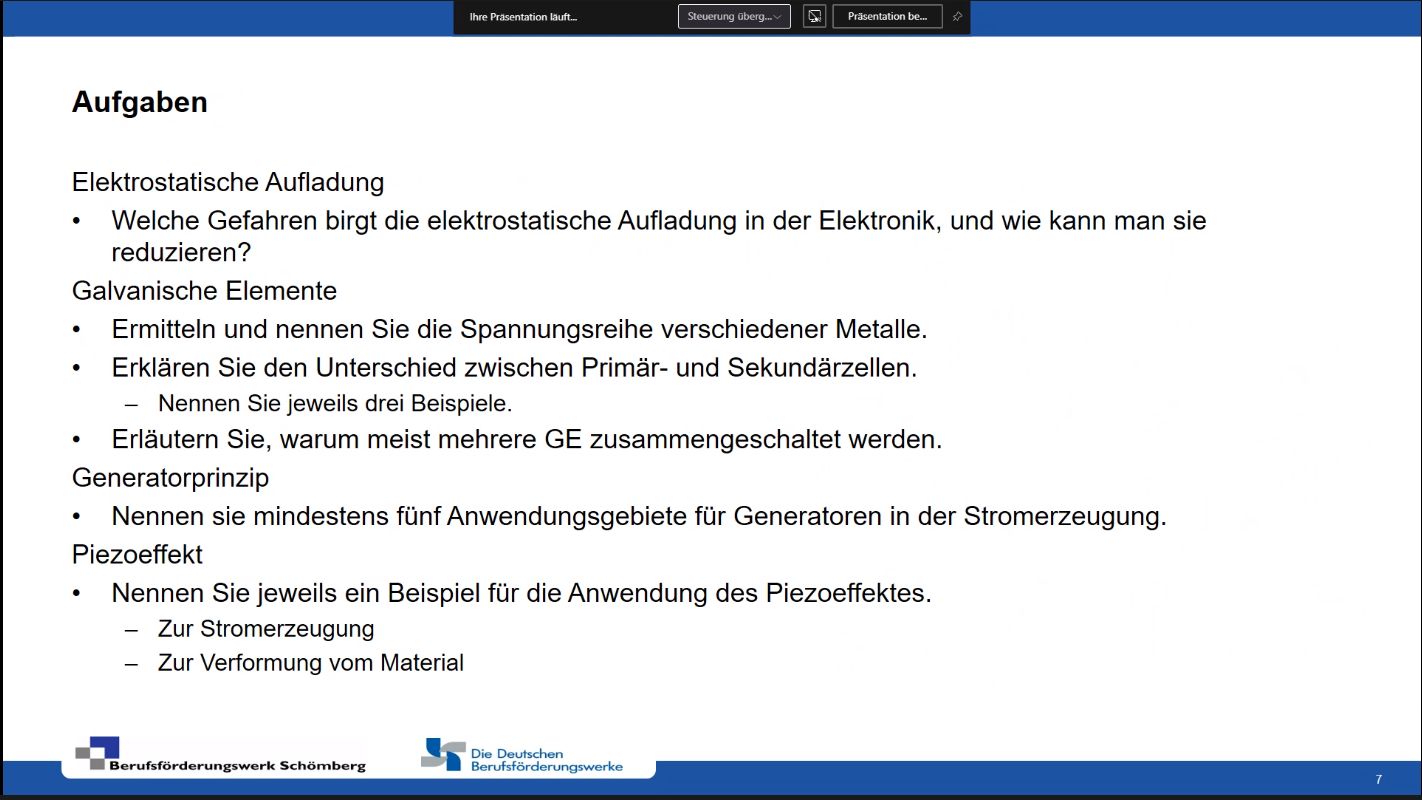 Ihre Präsentation läuft...
Steuerung überg...
Präsentation be...
Aufgaben
Elektrostatische Aufladung
• Welche Gefahren birgt die elektrostatische Aufladung in der Elektronik, und wie kann man sie
reduzieren?
Galvanische Elemente
• Ermitteln und nennen Sie die Spannungsreihe verschiedener Metalle.
• Erklären Sie den Unterschied zwischen Primär- und Sekundärzellen.
– Nennen Sie jeweils drei Beispiele.
• Erläutern Sie, warum meist mehrere GE zusammengeschaltet werden.
Generatorprinzip
• Nennen sie mindestens fünf Anwendungsgebiete für Generatoren in der Stromerzeugung.
Piezoeffekt
• Nennen Sie jeweils ein Beispiel für die Anwendung des Piezoeffektes.
– Zur Stromerzeugung
– Zur Verformung vom Material
Berufsförderungswerk Schömberg
Die Deutschen
Berufsförderungswerke
7